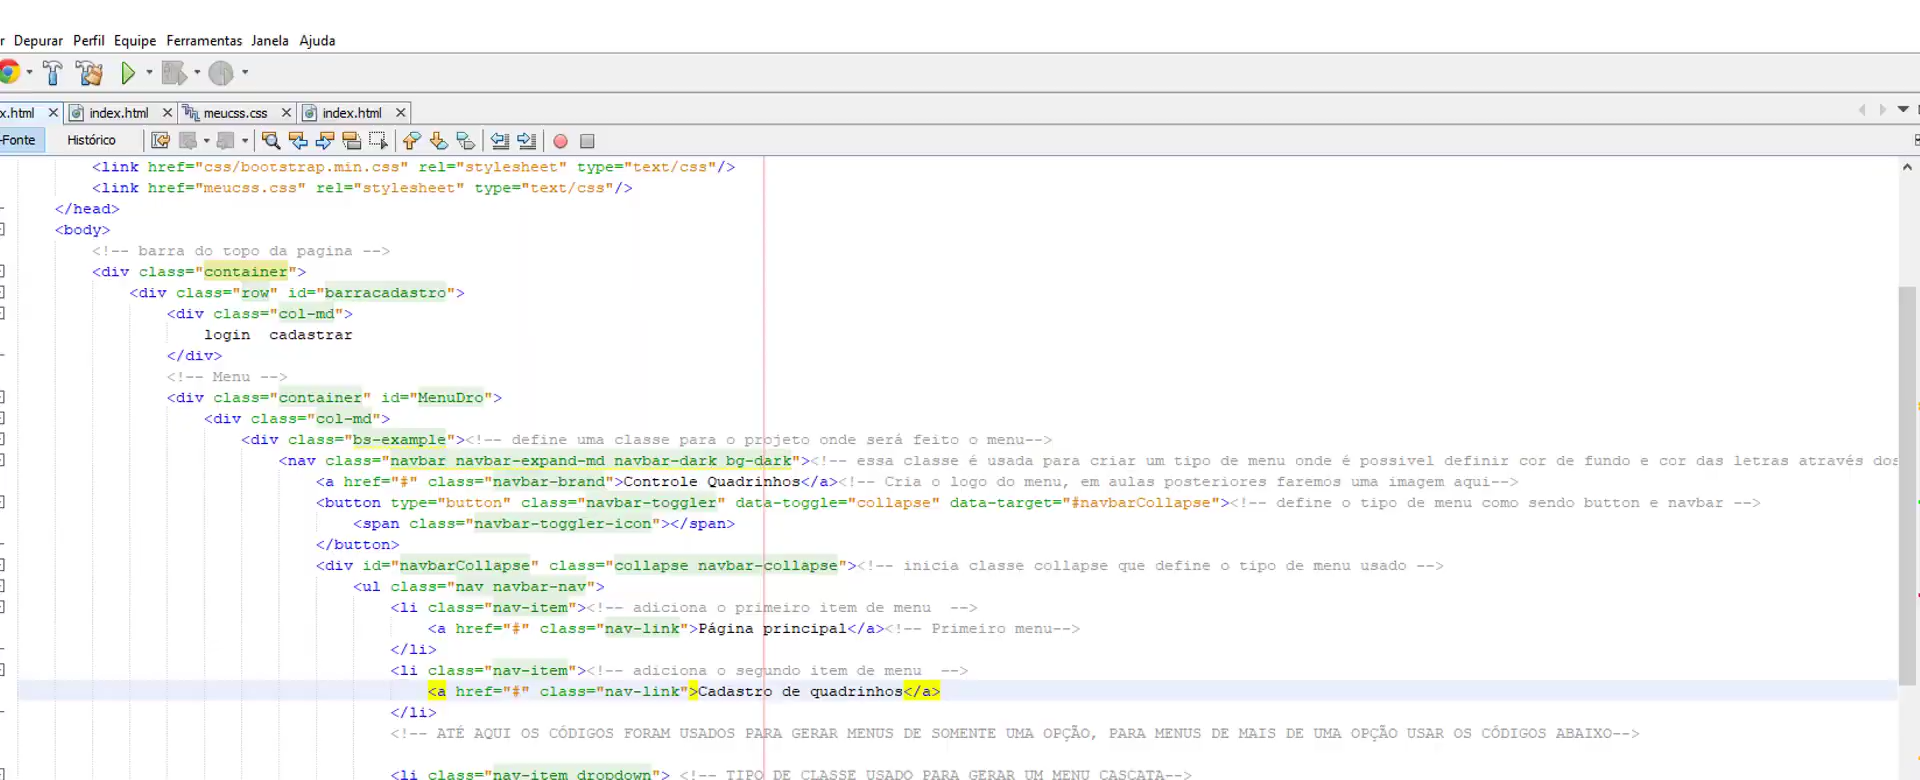 r Depurar Perfil Equipe Ferramentas Janela Ajuda
x.html index.html meucss.css index.html
Fonte Histórico
<link href="css/bootstrap.min.css" rel="stylesheet" type="text/css"/>
<link href="meucss.css" rel="stylesheet" type="text/css"/>
</head>
<body>
<!-- barra do topo da pagina -->
<div class="container">
<div class="row" id="barracadastro">
<div class="col-md">
login cadastrar
</div>
<!-- Menu -->
<div class="container" id="MenuDro">
<div class="col-md">
<div class="bs-example"><!-- define uma classe para o projeto onde será feito o menu-->
<nav class="navbar navbar-expand-md navbar-dark bg-dark"><!-- essa classe é usada para criar um tipo de menu onde é possivel definir cor de fundo e cor das letras através dos
<a href="#" class="navbar-brand">Controle Quadrinhos</a><!-- Cria o logo do menu, em aulas posteriores faremos uma imagem aqui-->
<button type="button" class="navbar-toggler" data-toggle="collapse" data-target="#navbarCollapse"><!-- define o tipo de menu como sendo button e navbar -->
<span class="navbar-toggler-icon"></span>
</button>
<div id="navbarCollapse" class="collapse navbar-collapse"><!-- inicia classe collapse que define o tipo de menu usado -->
<ul class="nav navbar-nav">
<li class="nav-item"><!-- adiciona o primeiro item de menu -->
<a href="#" class="nav-link">Página principal</a><!-- Primeiro menu-->
</li>
<li class="nav-item"><!-- adiciona o segundo item de menu -->
<a href="#" class="nav-link">Cadastro de quadrinhos</a>
</li>
<!-- ATÉ AQUI OS CÓDIGOS FORAM USADOS PARA GERAR MENUS DE SOMENTE UMA OPÇÃO, PARA MENUS DE MAIS DE UMA OPÇÃO USAR OS CÓDIGOS ABAIXO-->
<li class="nav-item dropdown"> <!-- TIPO DE CLASSE USADO PARA GERAR UM MENU CASCATA-->